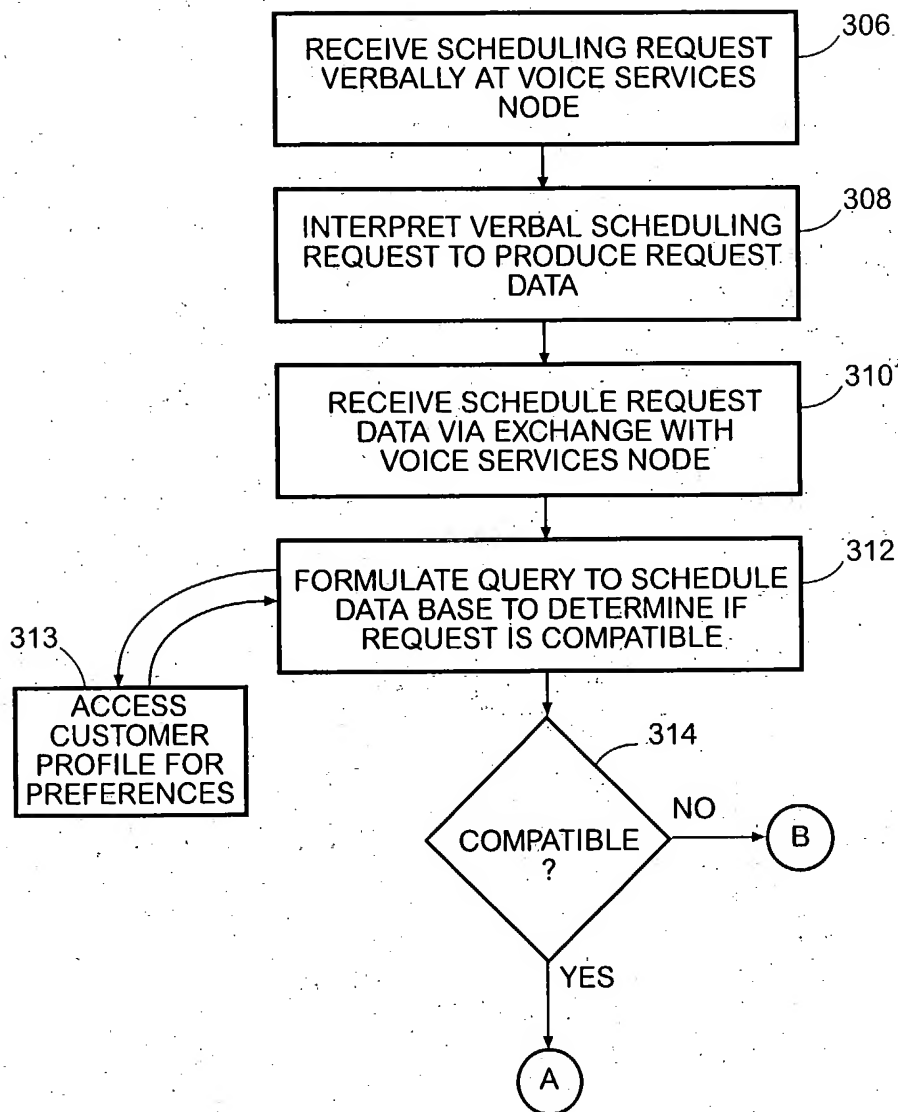 306
RECEIVE SCHEDULING REQUEST
VERBALLY AT VOICE SERVICES
NODE
308
INTERPRET VERBAL SCHEDULING
REQUEST TO PRODUCE REQUEST
DATA
310
RECEIVE SCHEDULE REQUEST
DATA VIA EXCHANGE WITH
VOICE SERVICES NODE
312
FORMULATE QUERY TO SCHEDULE
DATA BASE TO DETERMINE IF
REQUEST IS COMPATIBLE
313
ACCESS
CUSTOMER
PROFILE FOR
PREFERENCES
314
COMPATIBLE
?
NO
B
YES
A